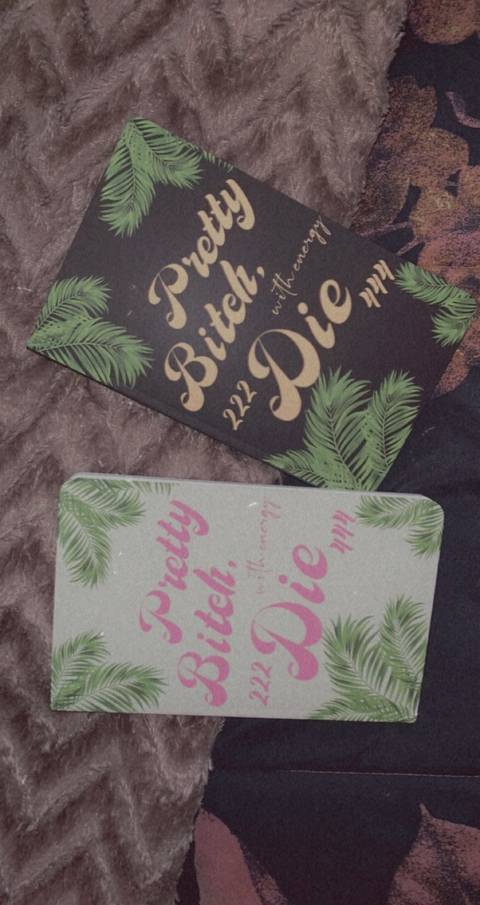 Pretty
Bitch,
with energy
222 Die 444
Pretty
Bitch,
with energy
222 Die 444